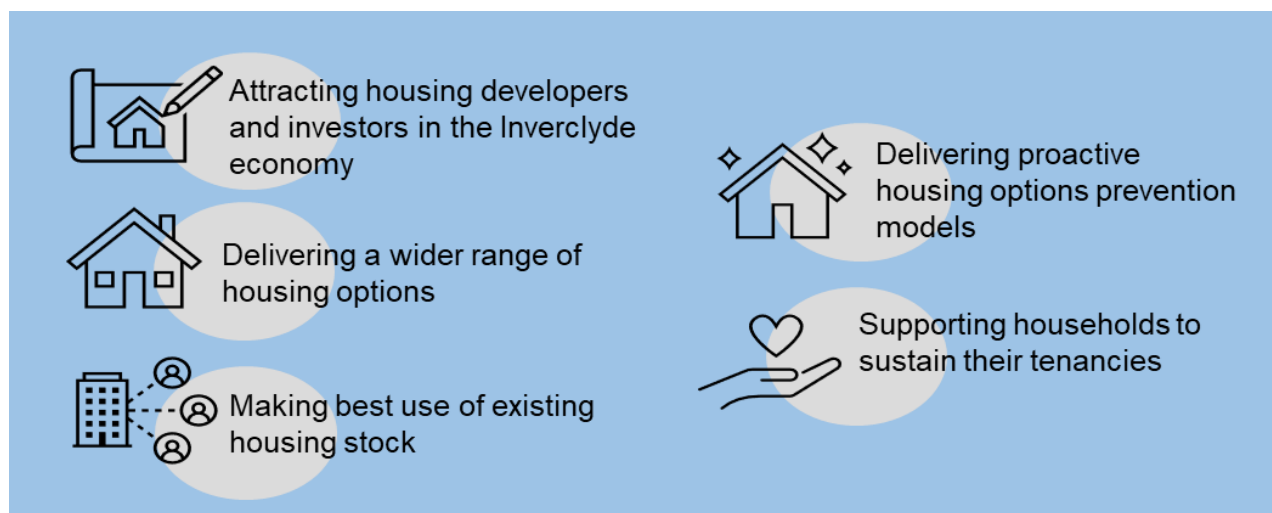 Attracting housing developers
and investors in the Inverclyde
economy
Delivering a wider range of
housing options
Making best use of existing
housing stock
Delivering proactive
housing options prevention
models
Supporting households to
sustain their tenancies